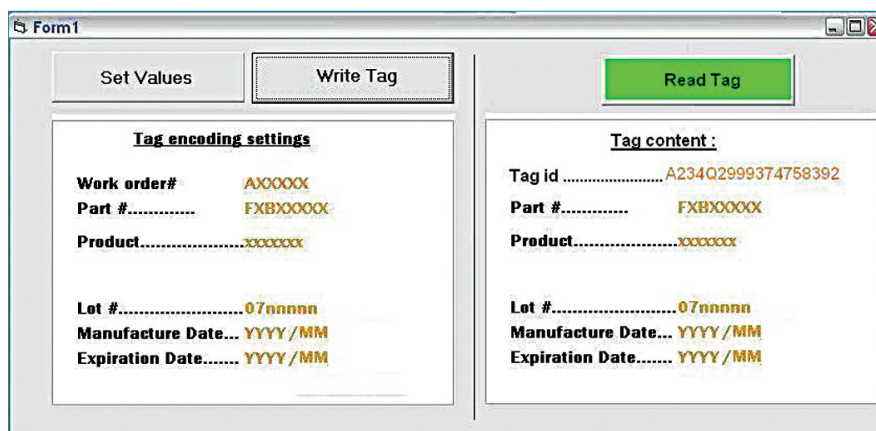 Form1
Set Values
Write Tag
Read Tag
Tag encoding settings
Work order# AXXXXX
Part #............. FXBXXXXX
Product.....................xxxxxxx
Lot #.........................07nnnnn
Manufacture Date... YYYY/MM
Expiration Date....... YYYY/MM
Tag content :
Tag id ........................ A234Q2999374758392
Part #............. FXBXXXXX
Product.....................xxxxxxx
Lot #......................... 07nnnnn
Manufacture Date... YYYY/MM
Expiration Date....... YYYY/MM